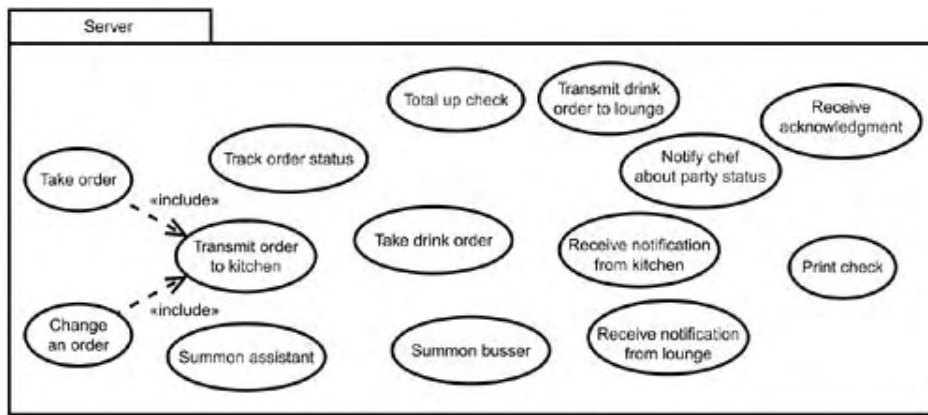 Server
Total up check
Transmit drink
order to lounge
Receive
acknowledgment
Track order status
Notify chef
about party status
Take order
«include»
Transmit order
to kitchen
Take drink order
Receive notification
from kitchen
Print check
«include»
Change
an order
Summon assistant
Summon busser
Receive notification
from lounge